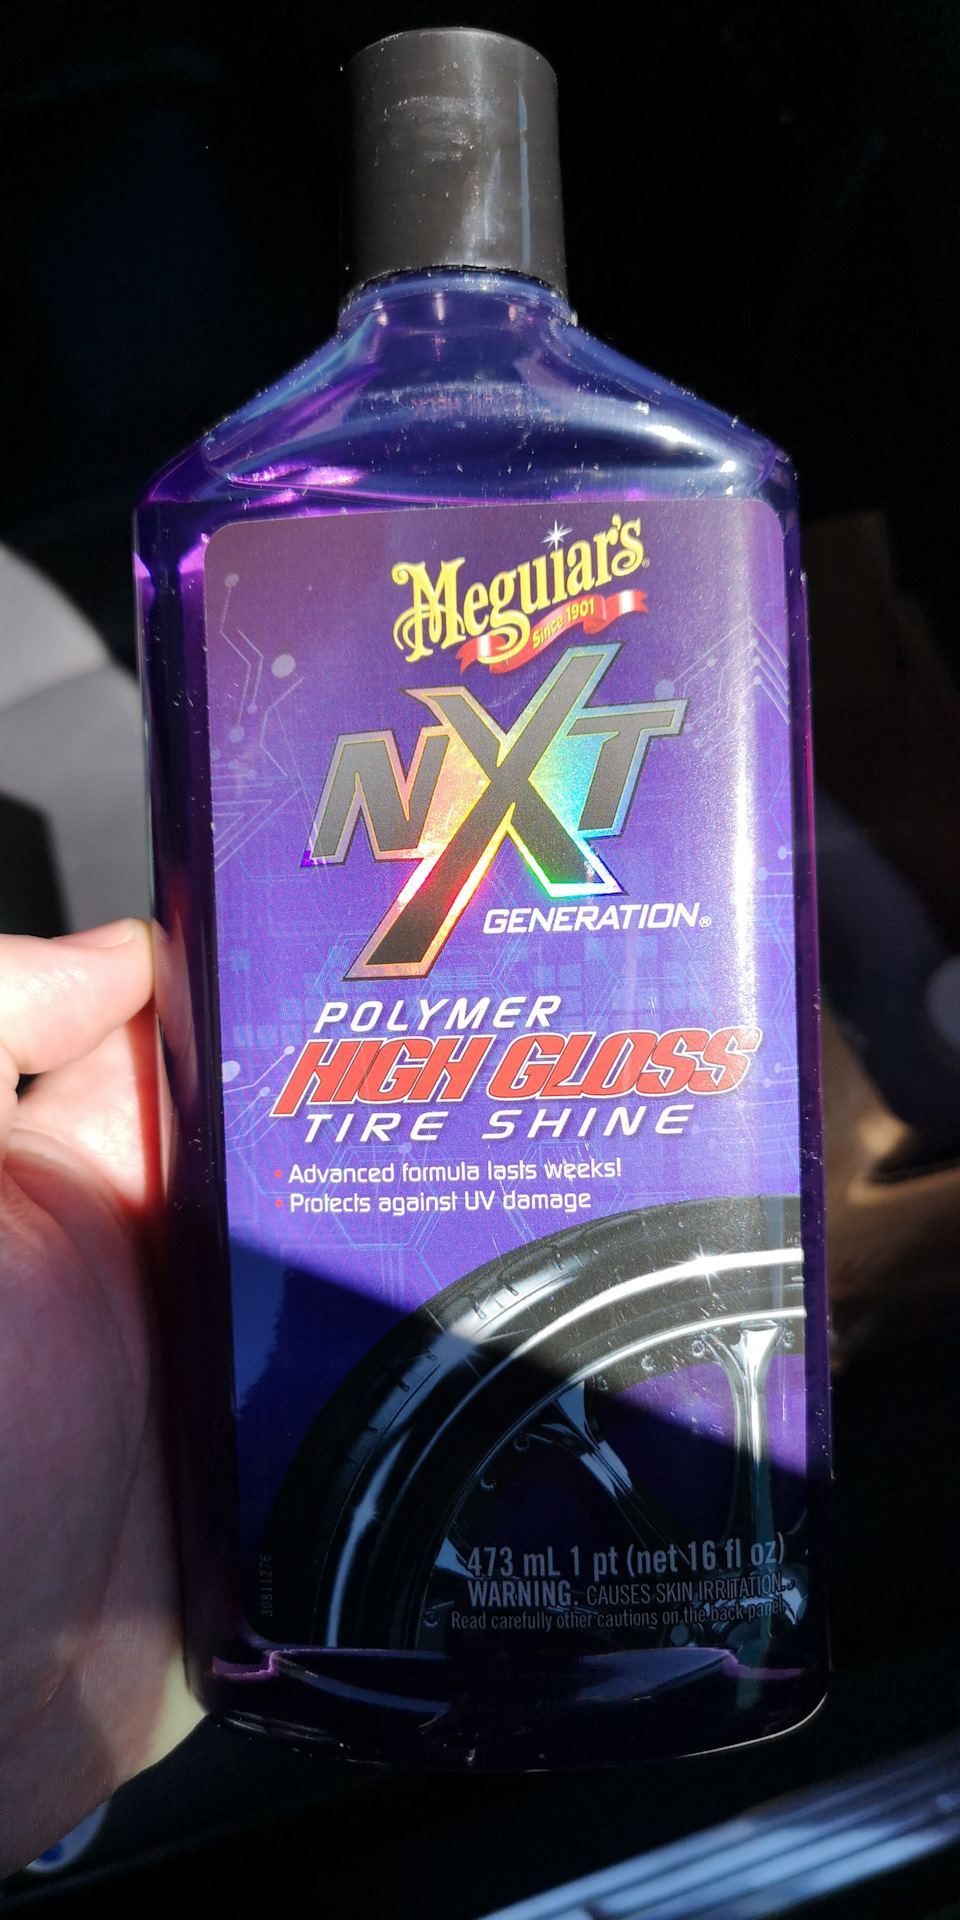 Meguiar's
Since 1901
NXT
GENERATION®
POLYMER
HIGH GLOSS
TIRE SHINE
• Advanced formula lasts weeks!
• Protects against UV damage
473 mL 1 pt (net 16 fl oz)
WARNING. CAUSES SKIN IRRITATION.
Read carefully other cautions on the back panel.